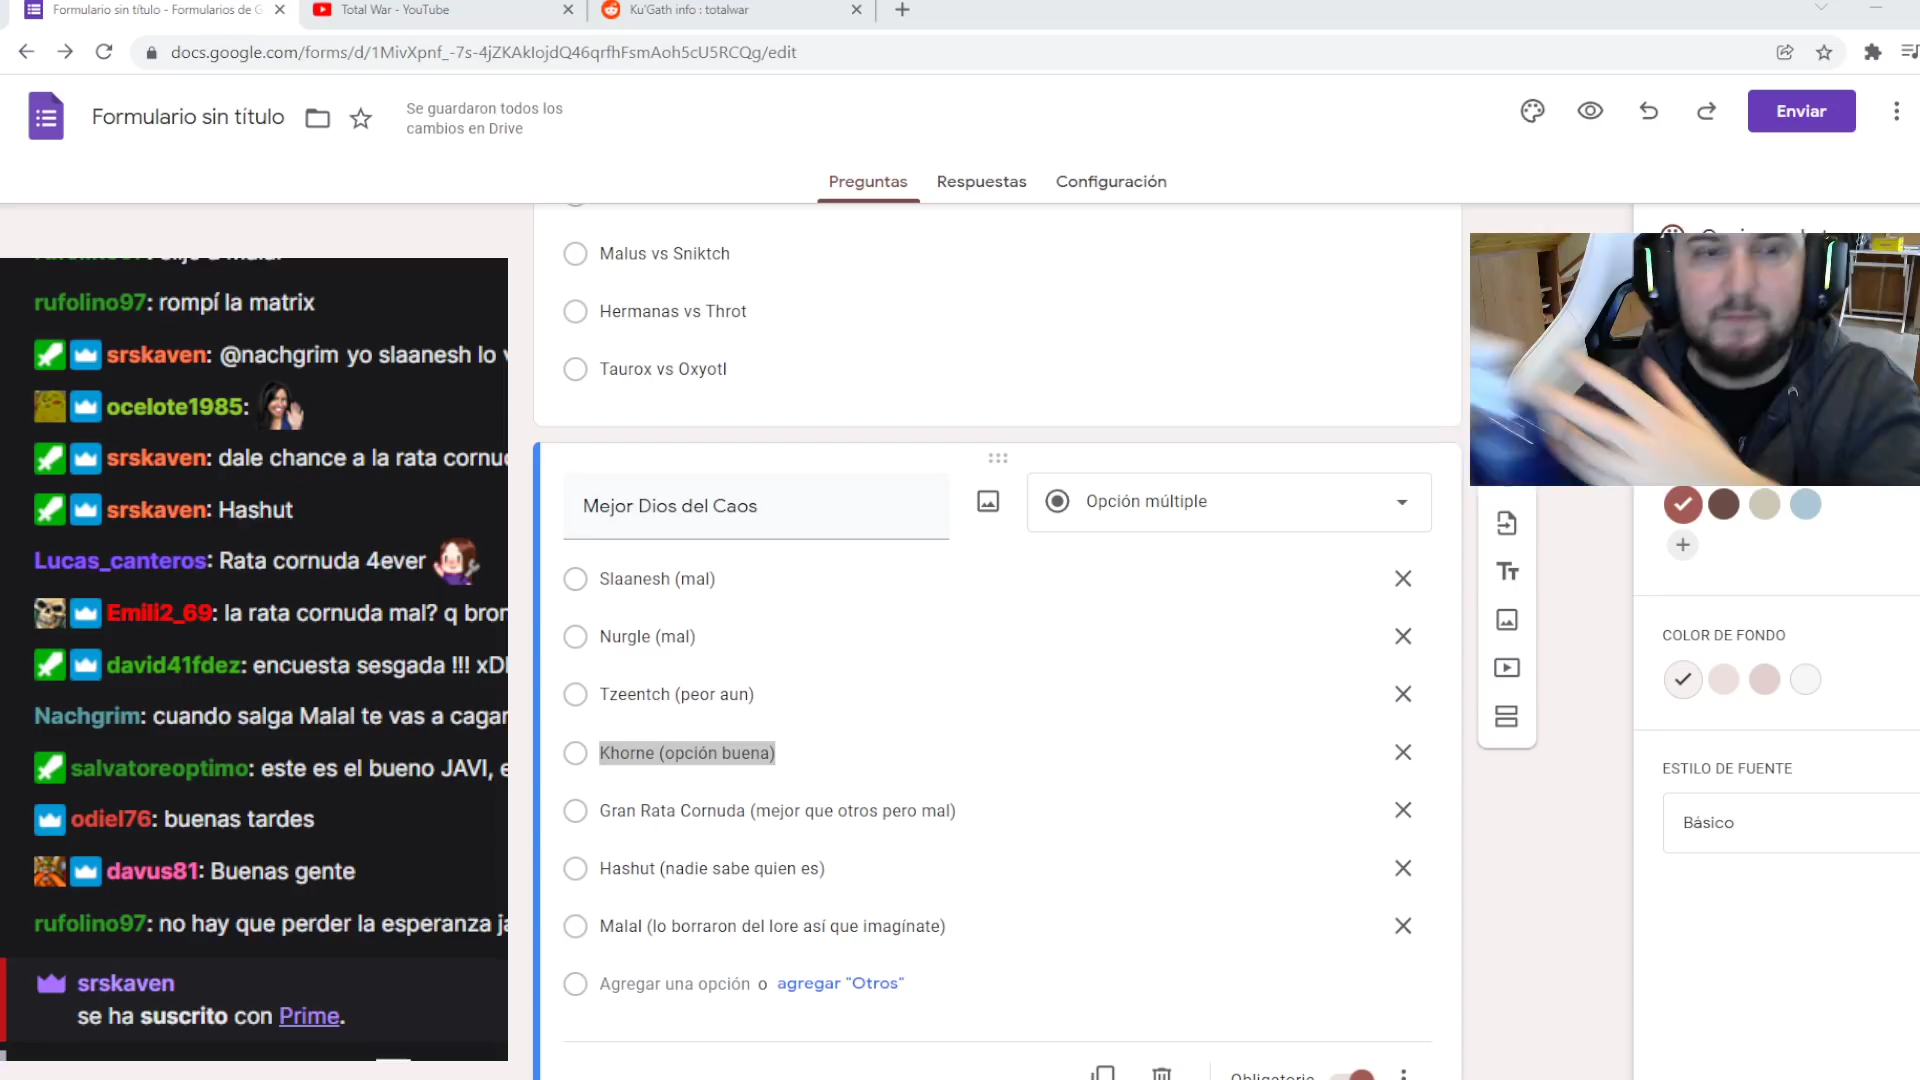 Formulario sin título - Formularios de G
Total War - YouTube
Ku'Gath info : totalwar
docs.google.com/forms/d/1MivXpnf_-7s-4jZKAkIojdQ46qrfhFsmAoh5cU5RCQg/edit
Formulario sin título
Se guardaron todos los
cambios en Drive
Enviar
Preguntas
Respuestas
Configuración
Malus vs Sniktch
Hermanas vs Throt
Taurox vs Oxyotl
rufolino97: rompí la matrix
srskaven: @nachgrim yo slaanesh lo v
ocelote1985:
srskaven: dale chance a la rata cornud
srskaven: Hashut
Lucas_canteros: Rata cornuda 4ever
Emili2_69: la rata cornuda mal? q bron
david41fdez: encuesta sesgada !!! xD
Nachgrim: cuando salga Malal te vas a cagar
salvatoreoptimo: este es el bueno JAVI, e
odiel76: buenas tardes
davus81: Buenas gente
rufolino97: no hay que perder la esperanza ja
srskaven
se ha suscrito con Prime.
Mejor Dios del Caos
Opción múltiple
Slaanesh (mal)
Nurgle (mal)
Tzeentch (peor aun)
Khorne (opción buena)
Gran Rata Cornuda (mejor que otros pero mal)
Hashut (nadie sabe quien es)
Malal (lo borraron del lore así que imagínate)
Agregar una opción o agregar "Otros"
Obligatorio
COLOR DE FONDO
ESTILO DE FUENTE
Básico